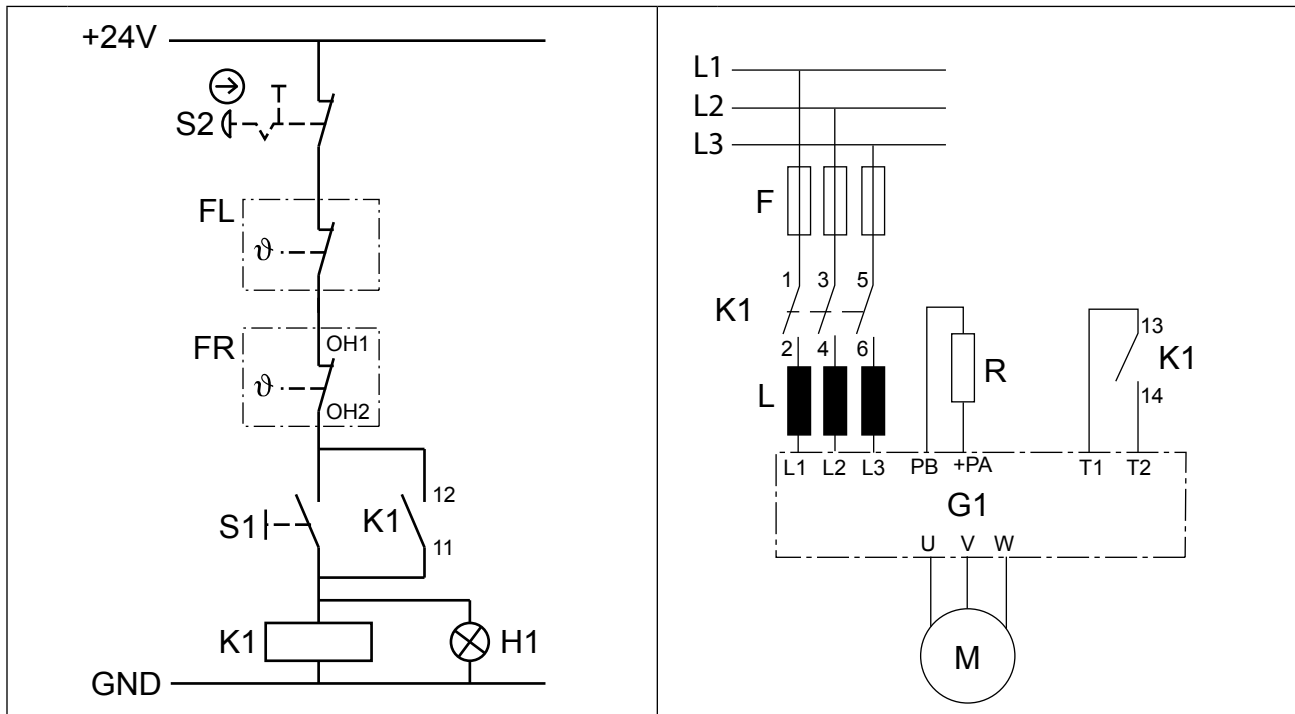 +24V
S2
FL
ϑ
FR
OH1
ϑ
OH2
S1
K1
12
11
K1
H1
GND
L1
L2
L3
F
1 3 5
K1
2 4 6
L
R
13
K1
14
L1 L2 L3 PB +PA T1 T2
G1
U V W
M